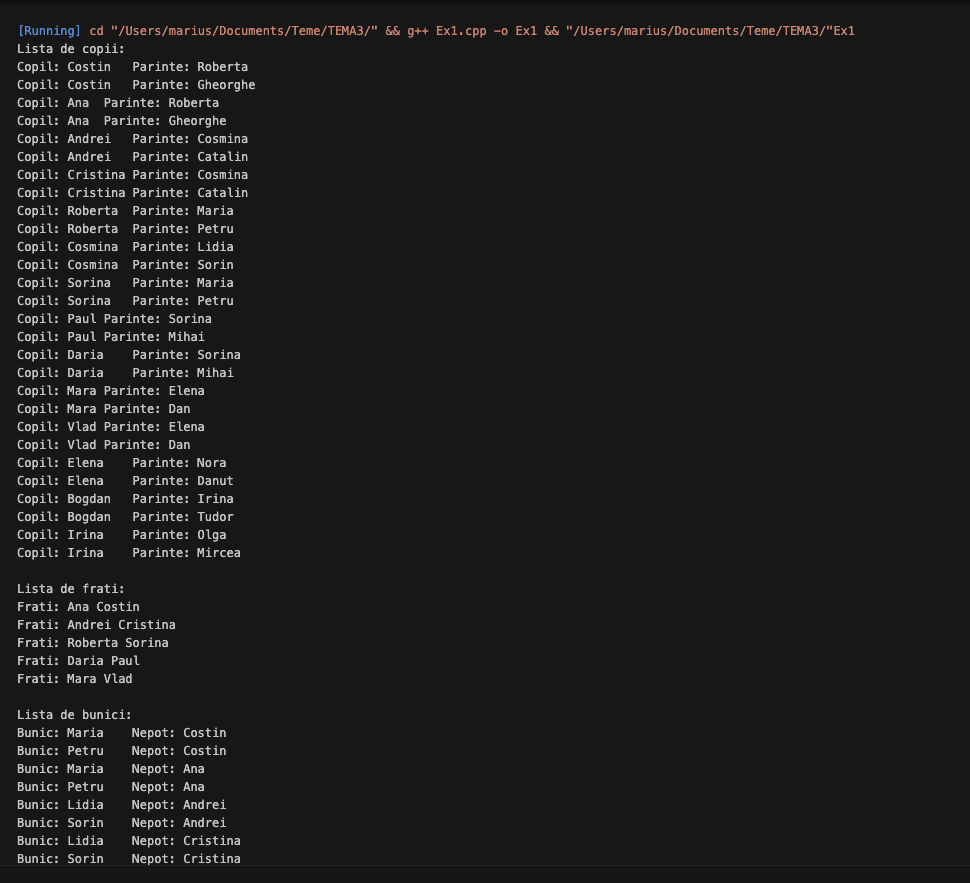 [Running] cd "/Users/marius/Documents/Teme/TEMA3/" && g++ Ex1.cpp -o Ex1 && "/Users/marius/Documents/Teme/TEMA3/"Ex1
Lista de copii:
Copil: Costin   Parinte: Roberta
Copil: Costin   Parinte: Gheorghe
Copil: Ana  Parinte: Roberta
Copil: Ana  Parinte: Gheorghe
Copil: Andrei   Parinte: Cosmina
Copil: Andrei   Parinte: Catalin
Copil: Cristina Parinte: Cosmina
Copil: Cristina Parinte: Catalin
Copil: Roberta  Parinte: Maria
Copil: Roberta  Parinte: Petru
Copil: Cosmina  Parinte: Lidia
Copil: Cosmina  Parinte: Sorin
Copil: Sorina   Parinte: Maria
Copil: Sorina   Parinte: Petru
Copil: Paul Parinte: Sorina
Copil: Paul Parinte: Mihai
Copil: Daria    Parinte: Sorina
Copil: Daria    Parinte: Mihai
Copil: Mara Parinte: Elena
Copil: Mara Parinte: Dan
Copil: Vlad Parinte: Elena
Copil: Vlad Parinte: Dan
Copil: Elena    Parinte: Nora
Copil: Elena    Parinte: Danut
Copil: Bogdan   Parinte: Irina
Copil: Bogdan   Parinte: Tudor
Copil: Irina    Parinte: Olga
Copil: Irina    Parinte: Mircea

Lista de frati:
Frati: Ana Costin
Frati: Andrei Cristina
Frati: Roberta Sorina
Frati: Daria Paul
Frati: Mara Vlad

Lista de bunici:
Bunic: Maria    Nepot: Costin
Bunic: Petru    Nepot: Costin
Bunic: Maria    Nepot: Ana
Bunic: Petru    Nepot: Ana
Bunic: Lidia    Nepot: Andrei
Bunic: Sorin    Nepot: Andrei
Bunic: Lidia    Nepot: Cristina
Bunic: Sorin    Nepot: Cristina